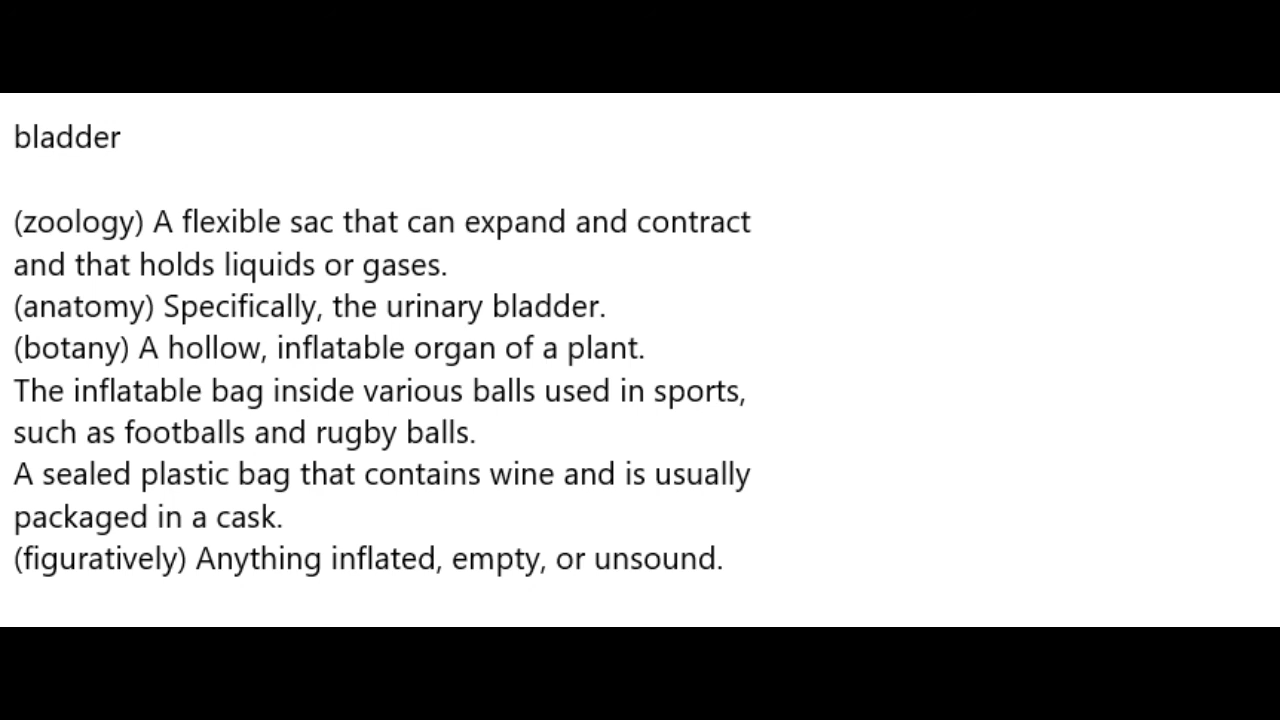 bladder
(zoology) A flexible sac that can expand and contract
and that holds liquids or gases.
(anatomy) Specifically, the urinary bladder.
(botany) A hollow, inflatable organ of a plant.
The inflatable bag inside various balls used in sports,
such as footballs and rugby balls.
A sealed plastic bag that contains wine and is usually
packaged in a cask.
(figuratively) Anything inflated, empty, or unsound.